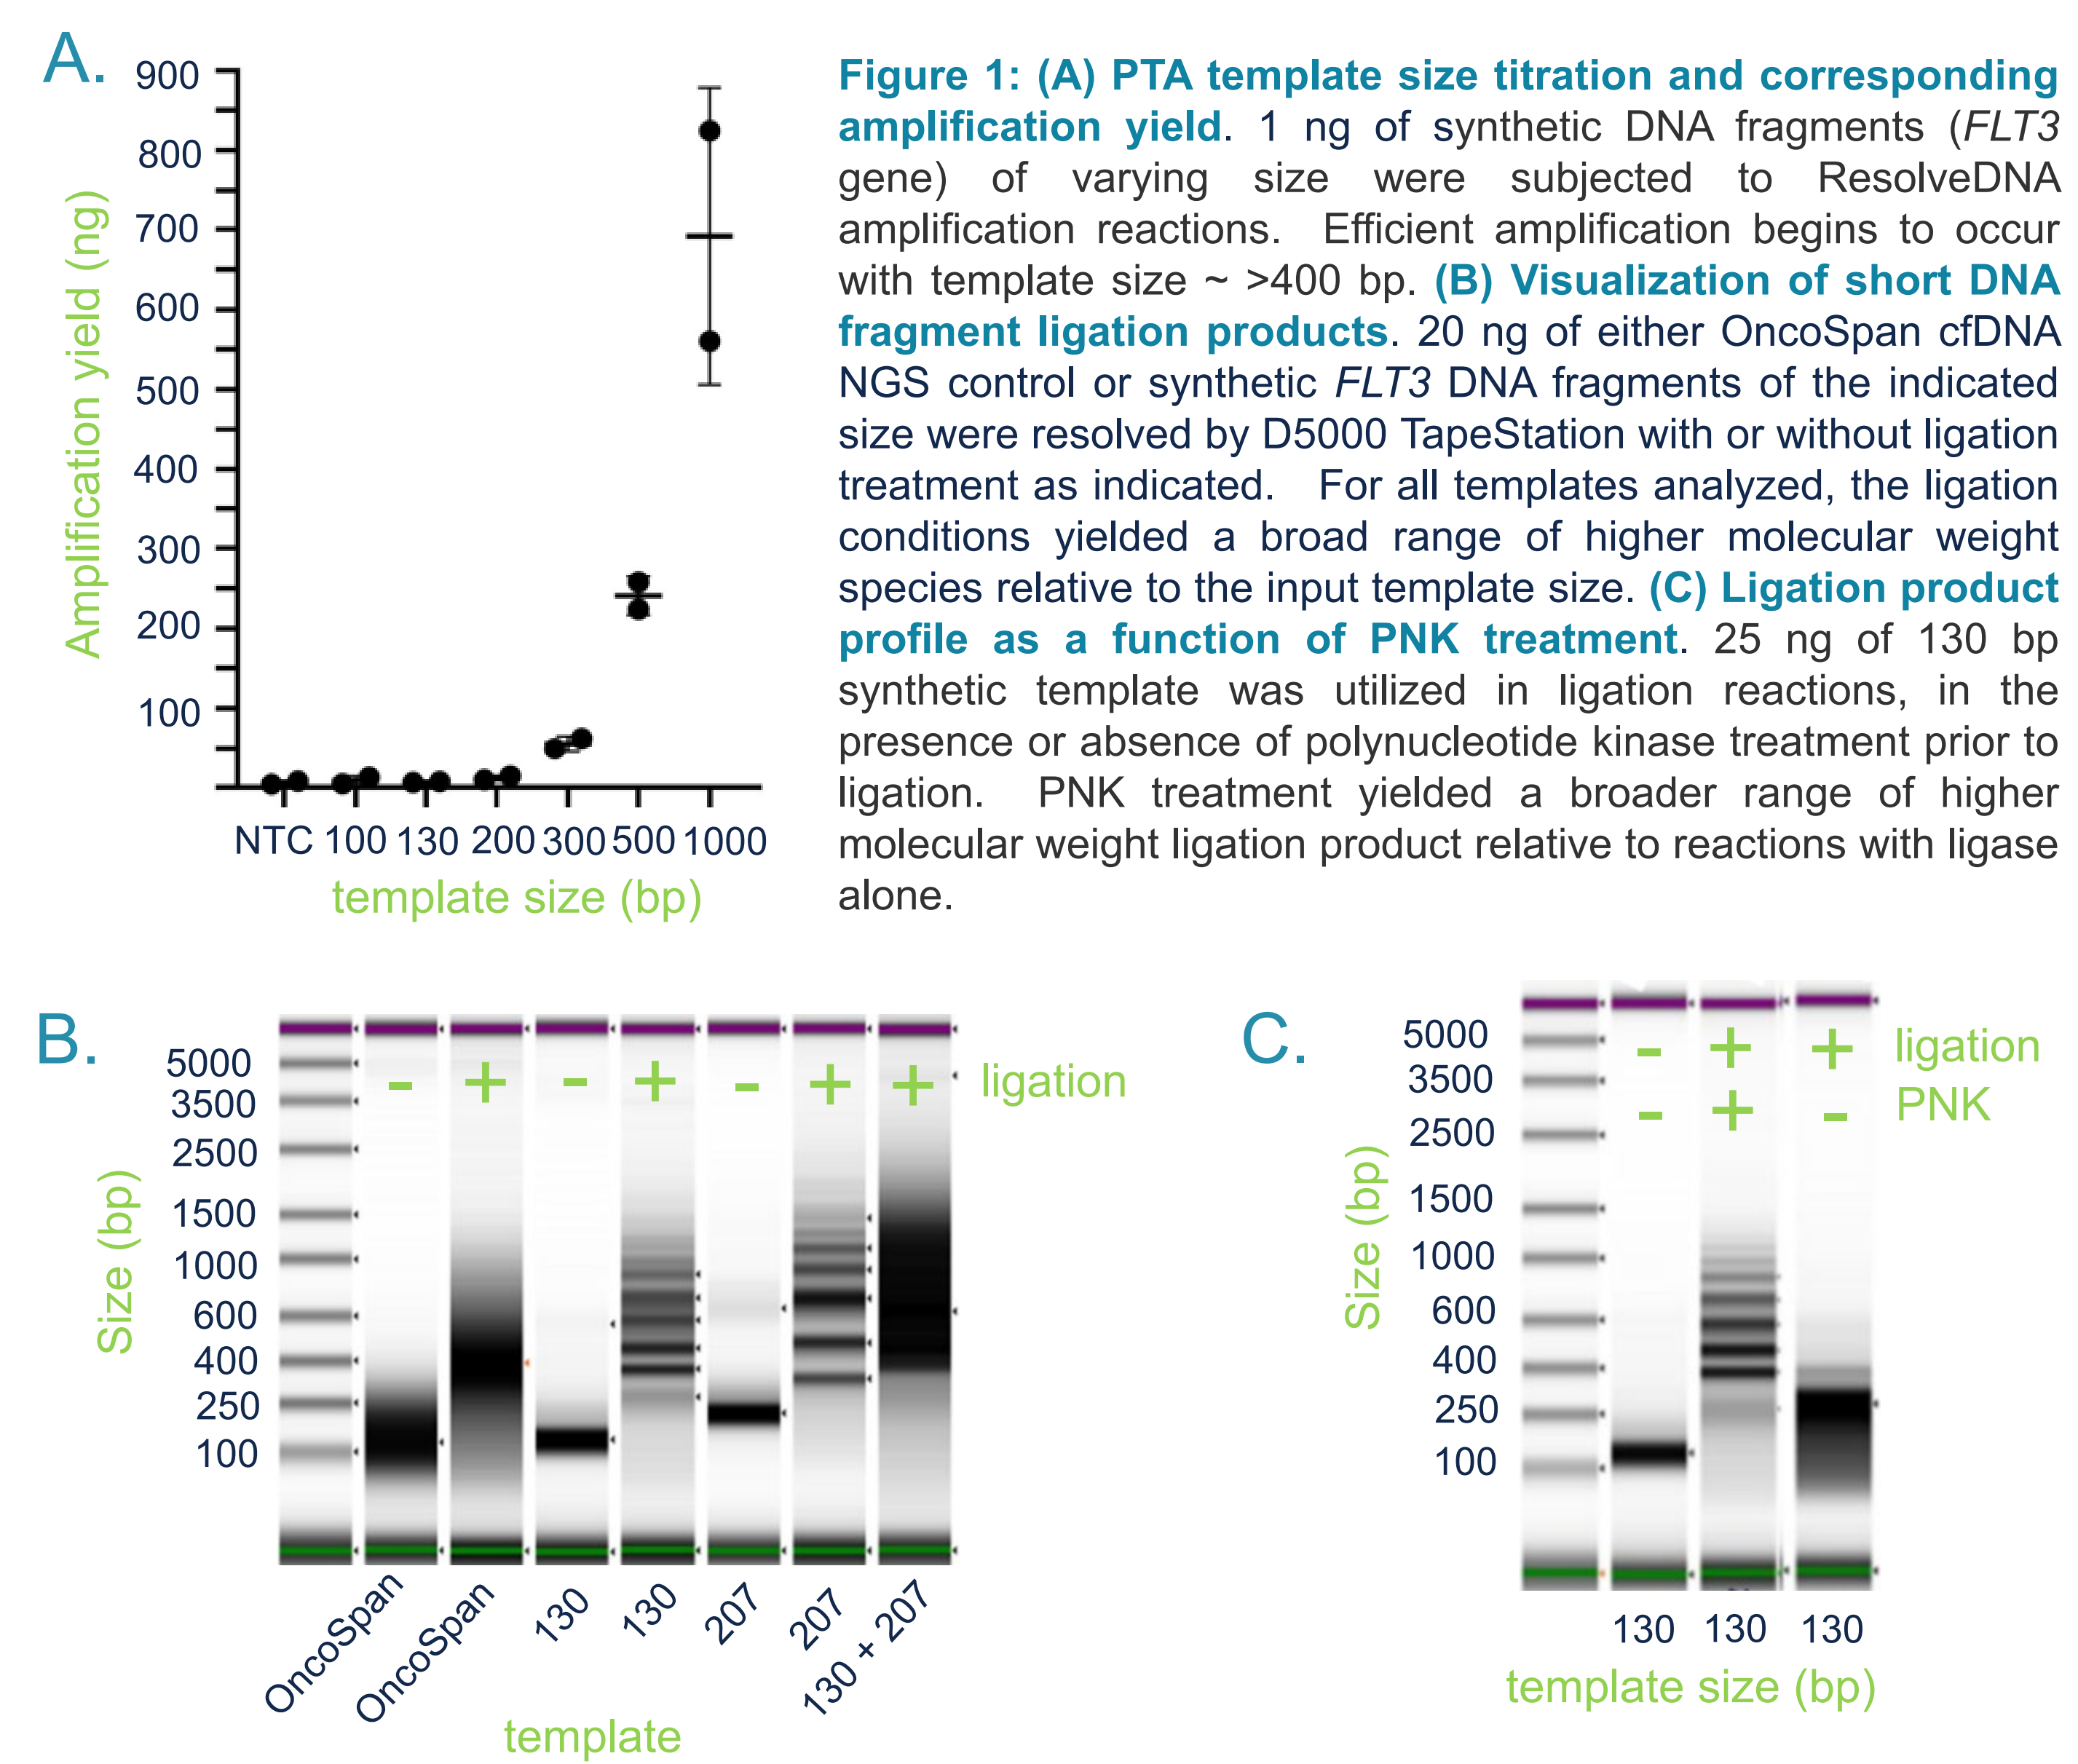 A.
900
800
700
600
500
400
300
200
100
Amplification yield (ng)
NTC 100 130 200 300 500 1000
template size (bp)
Figure 1: (A) PTA template size titration and corresponding
amplification yield. 1 ng of synthetic DNA fragments (FLT3
gene) of varying size were subjected to ResolveDNA
amplification reactions. Efficient amplification begins to occur
with template size ~ >400 bp. (B) Visualization of short DNA
fragment ligation products. 20 ng of either OncoSpan cfDNA
NGS control or synthetic FLT3 DNA fragments of the indicated
size were resolved by D5000 TapeStation with or without ligation
treatment as indicated. For all templates analyzed, the ligation
conditions yielded a broad range of higher molecular weight
species relative to the input template size. (C) Ligation product
profile as a function of PNK treatment. 25 ng of 130 bp
synthetic template was utilized in ligation reactions, in the
presence or absence of polynucleotide kinase treatment prior to
ligation. PNK treatment yielded a broader range of higher
molecular weight ligation product relative to reactions with ligase
alone.
B.
5000
3500
2500
1500
1000
600
400
250
100
Size (bp)
- + - + - + + ligation
OncoSpan
OncoSpan
130
130
207
207
130 + 207
template
C.
5000
3500
2500
1500
1000
600
400
250
100
Size (bp)
- + + ligation
- + - PNK
130 130 130
template size (bp)